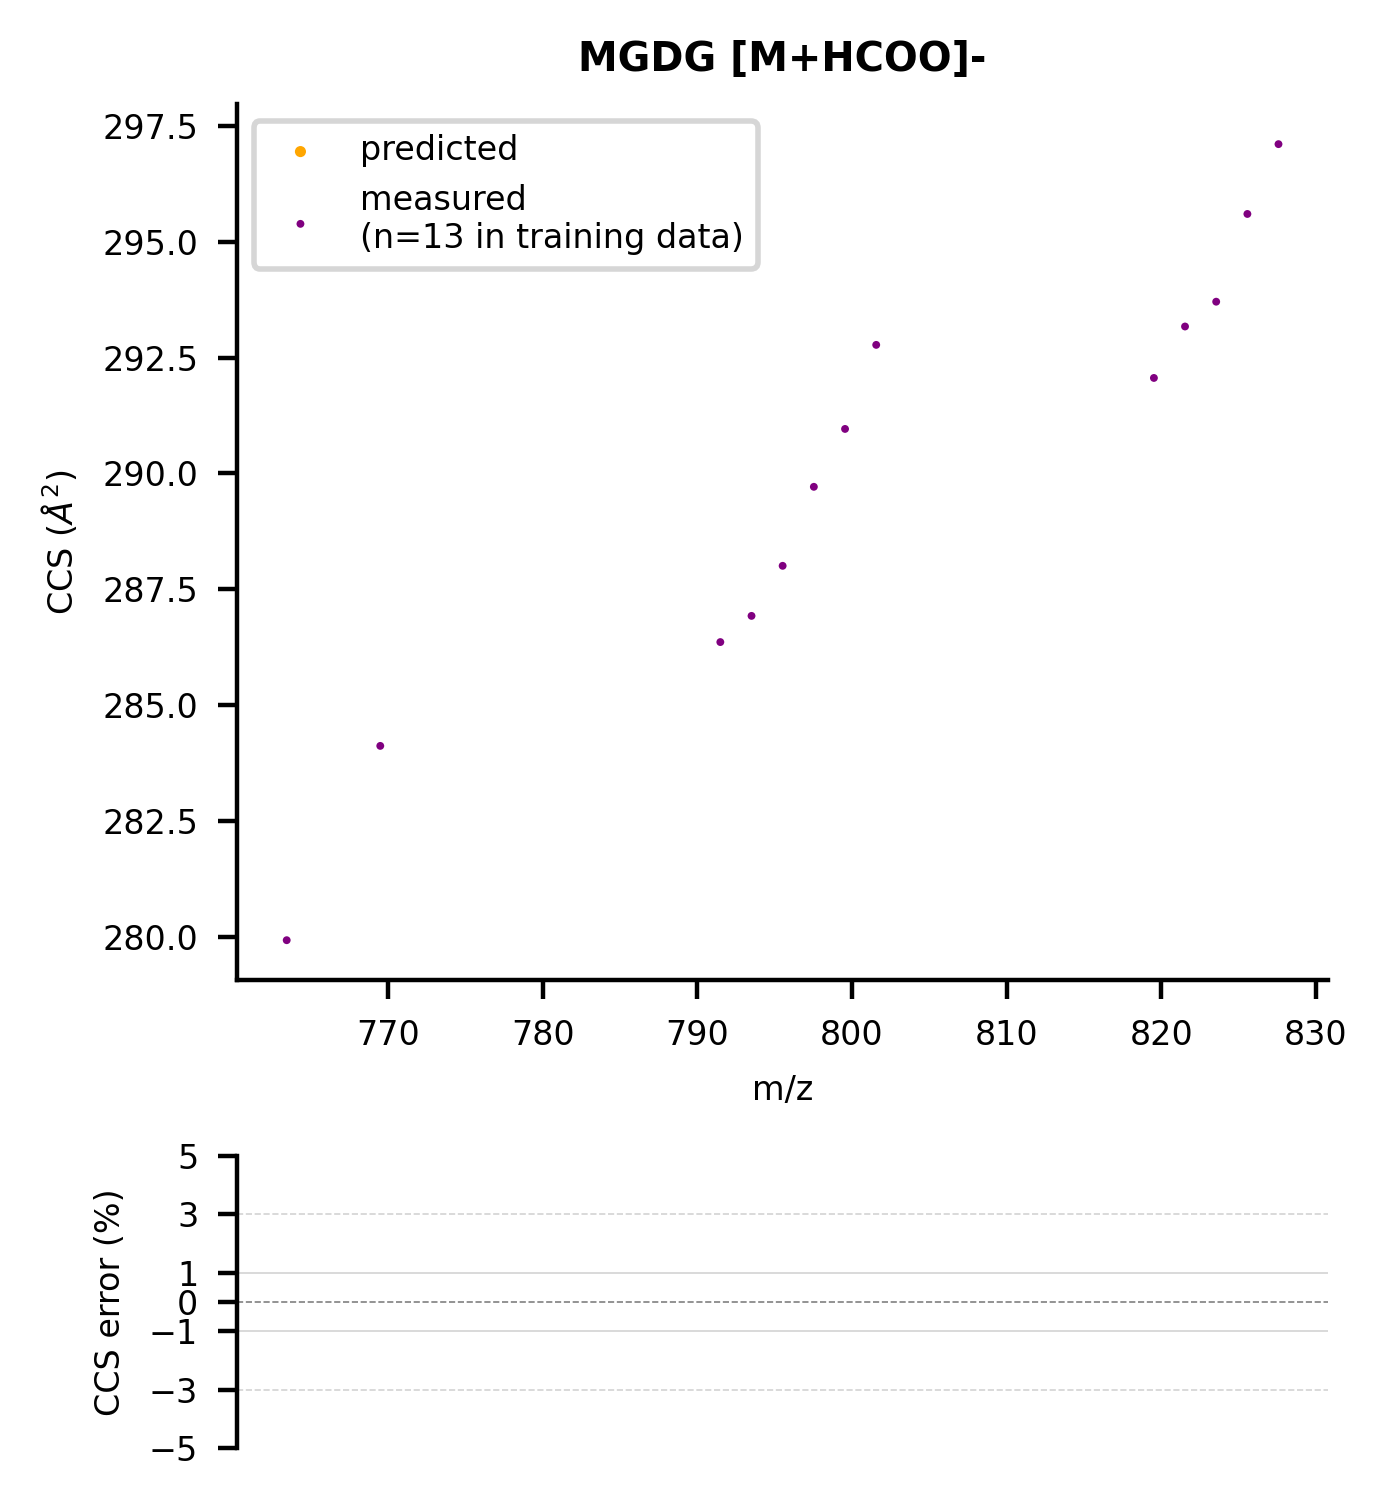 MGDG [M+HCOO]-
297.5
295.0
292.5
290.0
287.5
285.0
282.5
280.0
CCS (Å²)
predicted
measured
(n=13 in training data)
770 780 790 800 810 820 830
m/z
5
3
1
0
−1
−3
−5
CCS error (%)